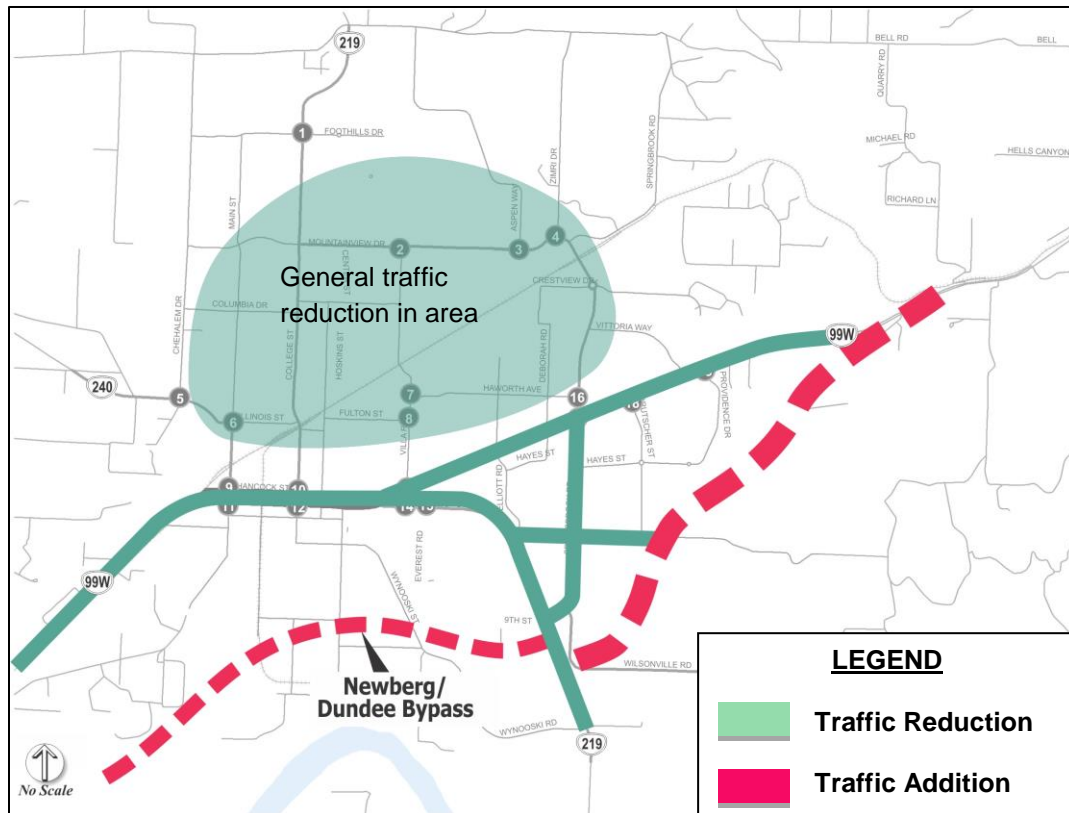 219
BELL RD
BELL
QUARRY RD
1
FOOTHILLS DR
MICHAEL RD
HELLS CANYON
SPRINGBROOK RD
ZIMRI DR
RICHARD LN
ASPEN WAY
MAIN ST
MOUNTAINVIEW DR
2
3
4
General traffic
reduction in area
CRESTVIEW DR
COLUMBIA DR
CHEHALEM DR
COLLEGE ST
HOSKINS ST
DEBORAH RD
VITTORIA WAY
99W
240
5
6
ILLINOIS ST
FULTON ST
7
8
HAWORTH AVE
16
18
PROVIDENCE DR
HAYES ST
HAYES ST
ELLIOTT RD
9
HANCOCK ST
10
11
12
14
15
EVEREST RD
WYNOOSKI ST
99W
9TH ST
WILSONVILLE RD
Newberg/
Dundee Bypass
WYNOOSKI RD
219
No Scale
LEGEND
Traffic Reduction
Traffic Addition